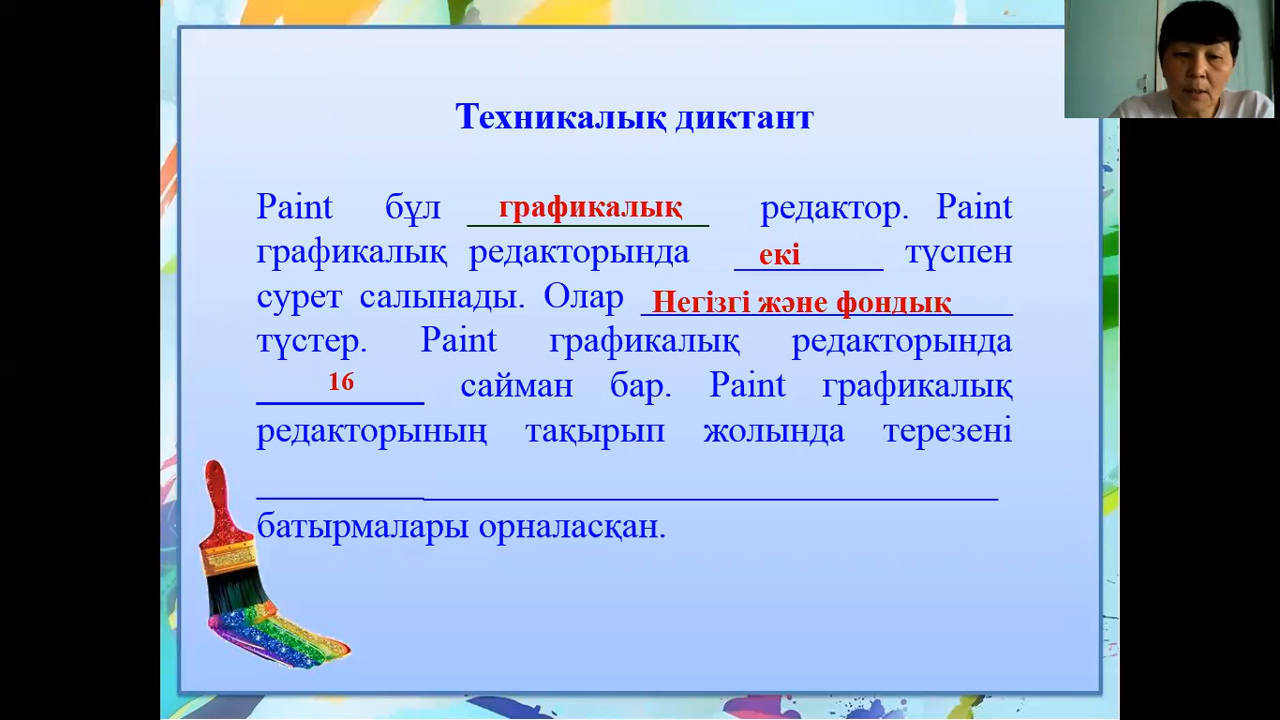 Техникалық диктант
Paint бұл графикалық редактор. Paint
графикалық редакторында екі түспен
сурет салынады. Олар Негізгі және фондық
түстер. Paint графикалық редакторында
16 сайман бар. Paint графикалық
редакторының тақырып жолында терезені
батырмалары орналасқан.